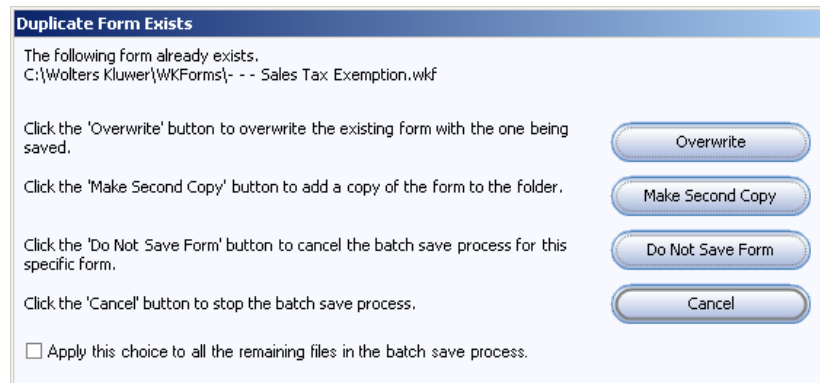 Duplicate Form Exists
The following form already exists.
C:\Wolters Kluwer\WKForms\- - - Sales Tax Exemption.wkf
Click the 'Overwrite' button to overwrite the existing form with the one being
saved.
Overwrite
Click the 'Make Second Copy' button to add a copy of the form to the folder.
Make Second Copy
Click the 'Do Not Save Form' button to cancel the batch save process for this
specific form.
Do Not Save Form
Click the 'Cancel' button to stop the batch save process.
Cancel
Apply this choice to all the remaining files in the batch save process.